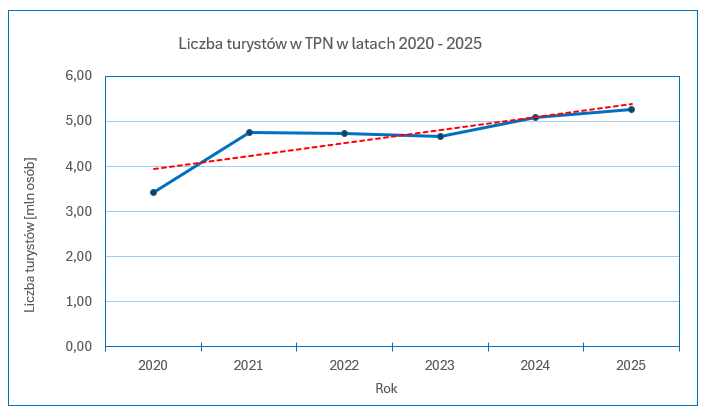 Liczba turystów w TPN w latach 2020 - 2025
6,00
5,00
4,00
3,00
2,00
1,00
0,00
Liczba turystów [mln osób]
2020 2021 2022 2023 2024 2025
Rok